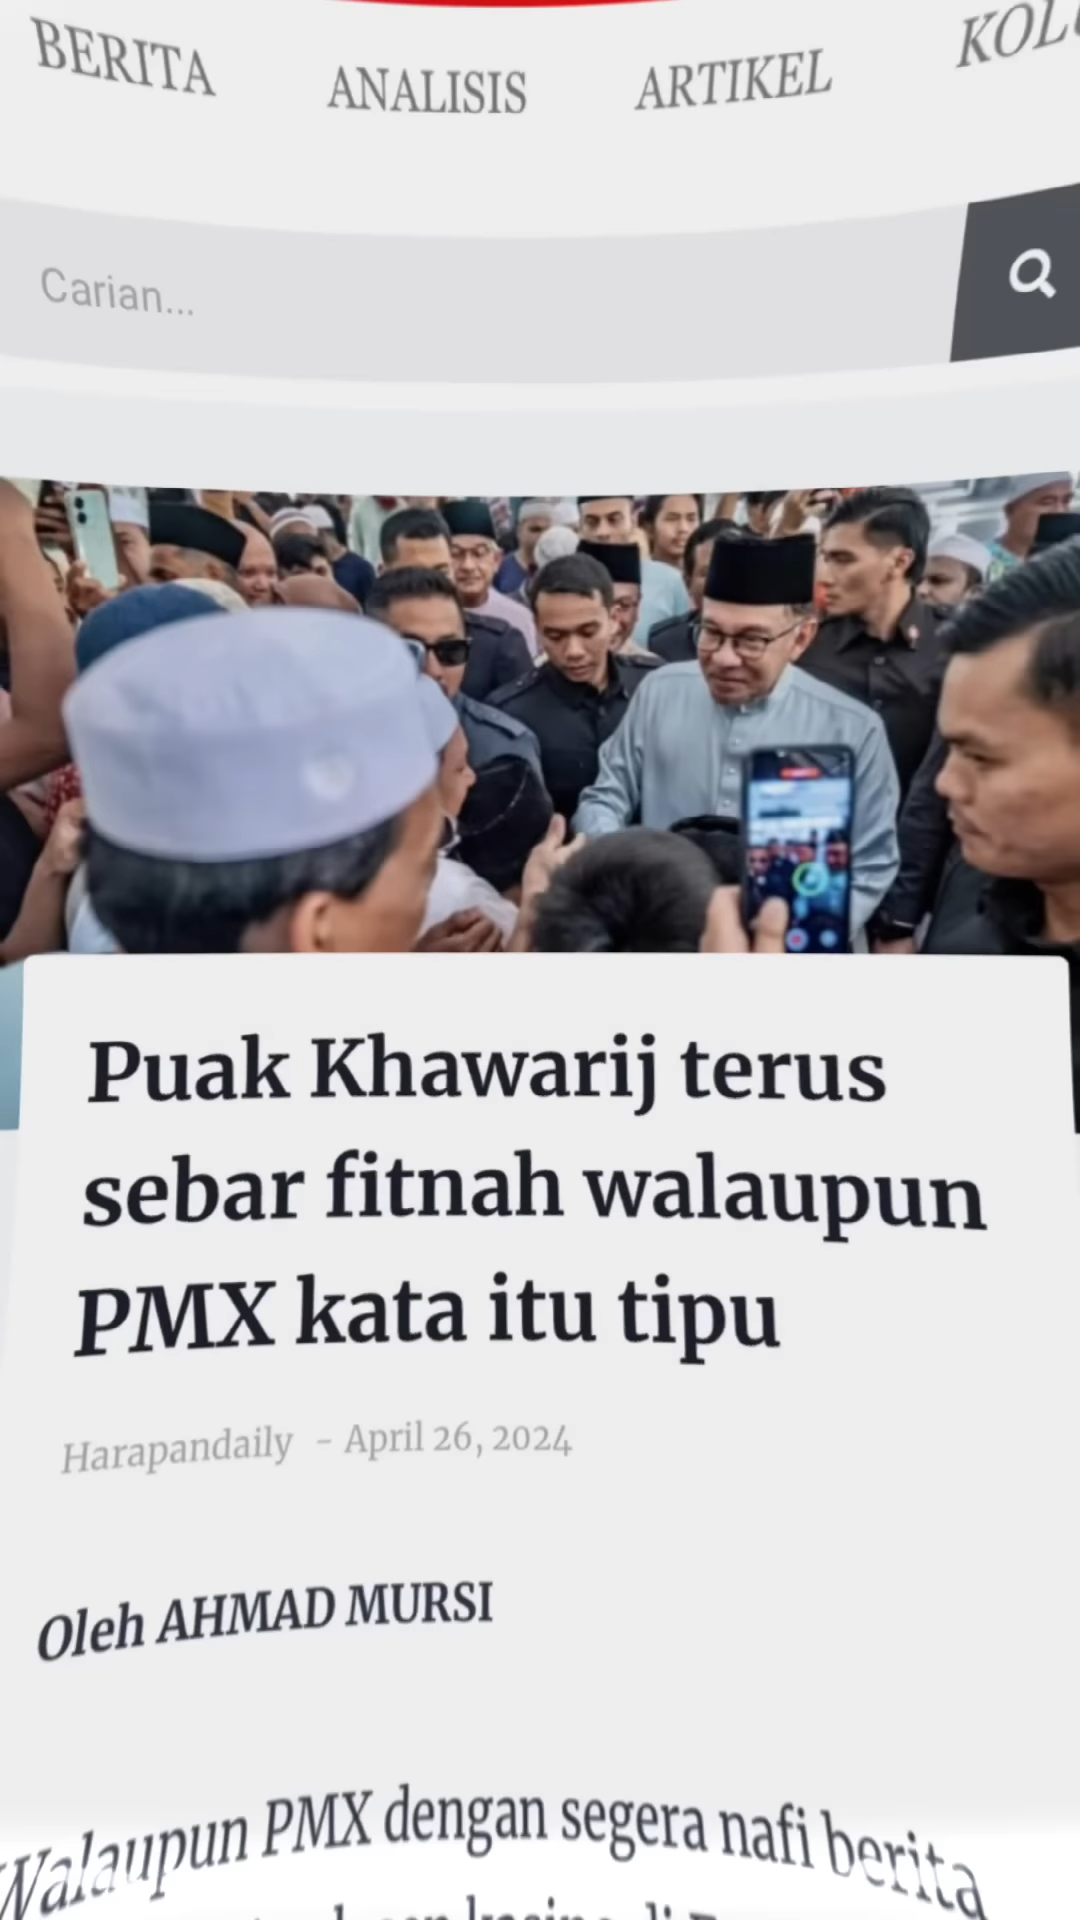 BERITA ANALISIS ARTIKEL
Carian...
Puak Khawarij terus
sebar fitnah walaupun
PMX kata itu tipu
Harapandaily - April 26, 2024
Oleh AHMAD MURSI
Walaupun PMX dengan segera nafi berita